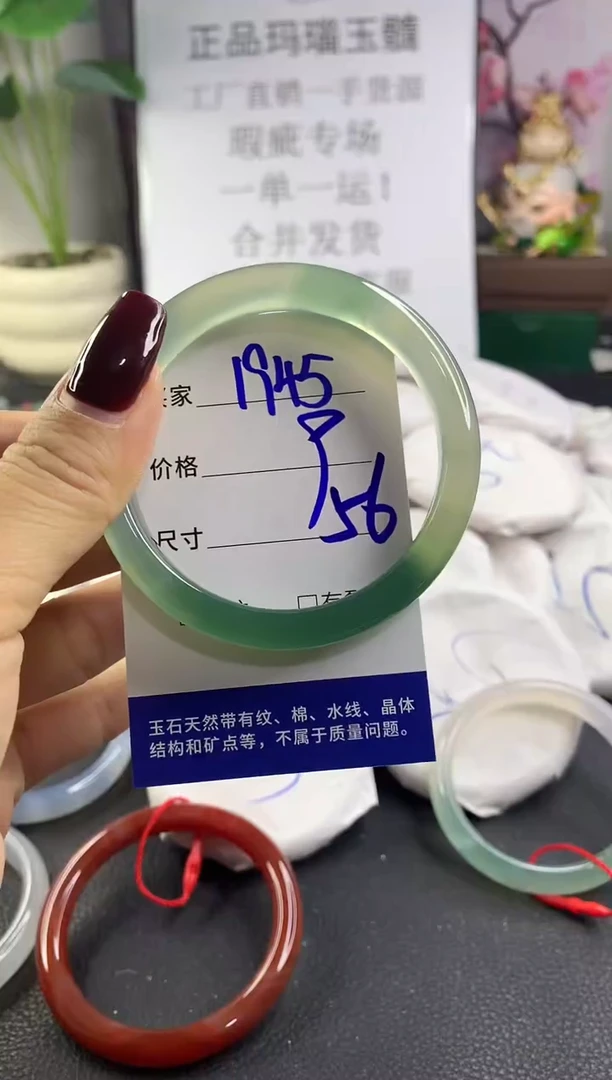 正品玛瑙玉髓
工厂直销一手货源
瑕疵专场
一单一运!
合并发货
家 1945
价格
尺寸 56
玉石天然带有纹、棉、水线、晶体
结构和矿点等，不属于质量问题。